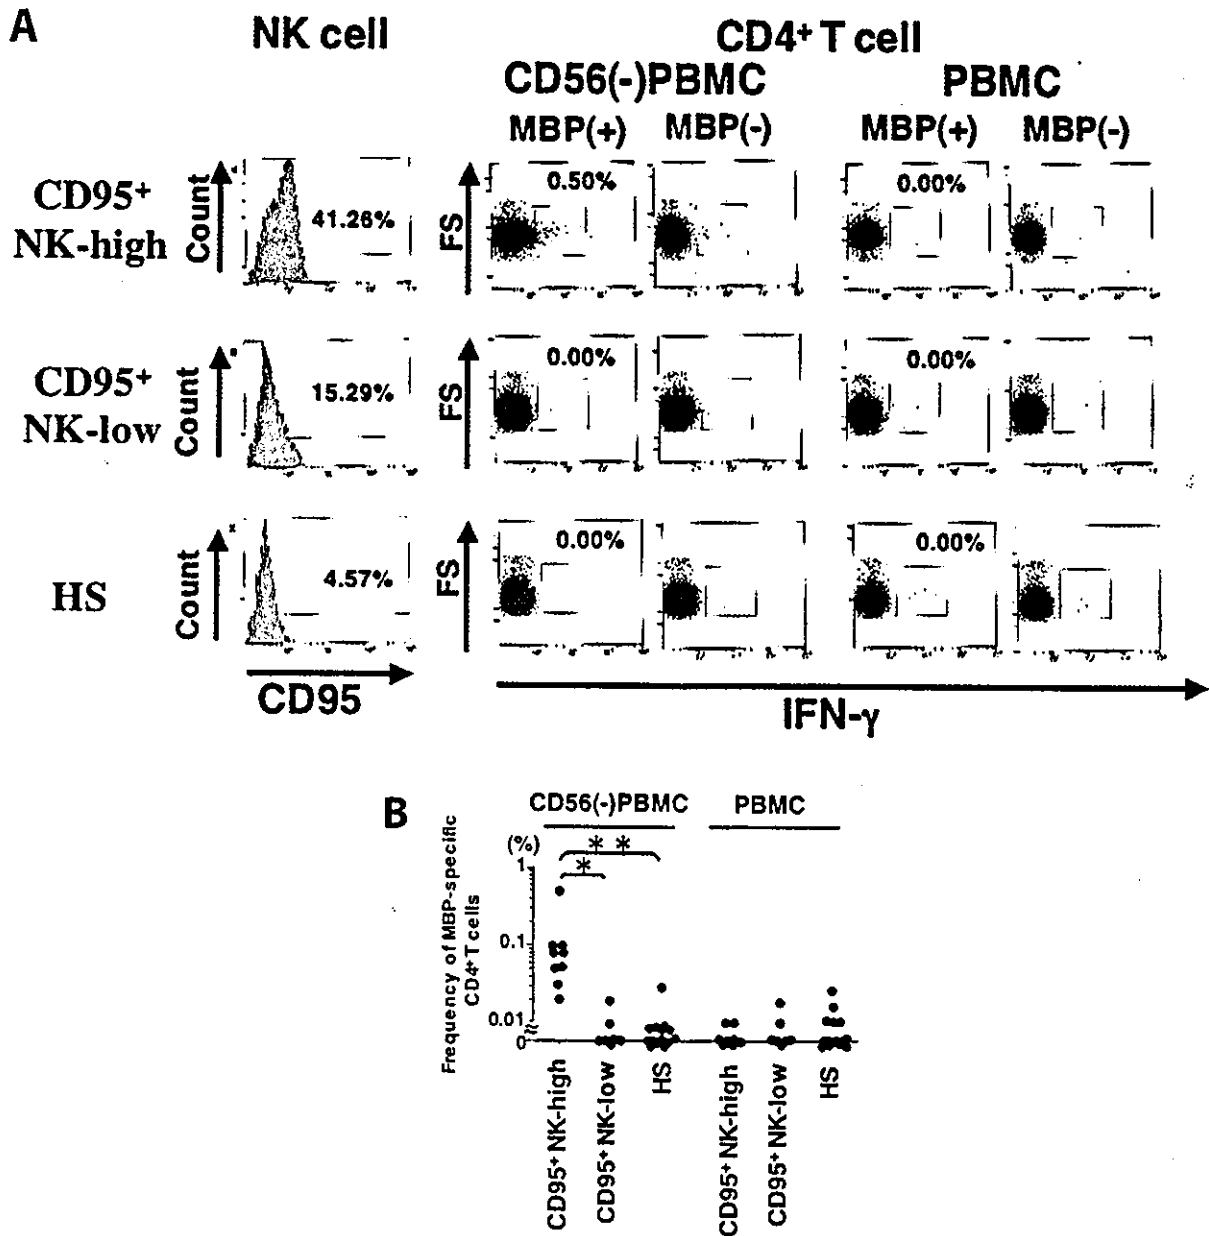 A
NK cell
CD4+ T cell
CD56(-)PBMC
PBMC
MBP(+)
MBP(-)
MBP(+)
MBP(-)
CD95+
NK-high
Count
41.26%
FS
0.50%
0.00%
CD95+
NK-low
Count
15.29%
FS
0.00%
0.00%
HS
Count
4.57%
FS
0.00%
0.00%
CD95
IFN-γ
B
CD56(-)PBMC
PBMC
(%)
* *
*
1
0.1
0.01
0
Frequency of MBP-specific
CD4+ T cells
CD95+ NK-high
CD95+ NK-low
HS
CD95+ NK-high
CD95+ NK-low
HS